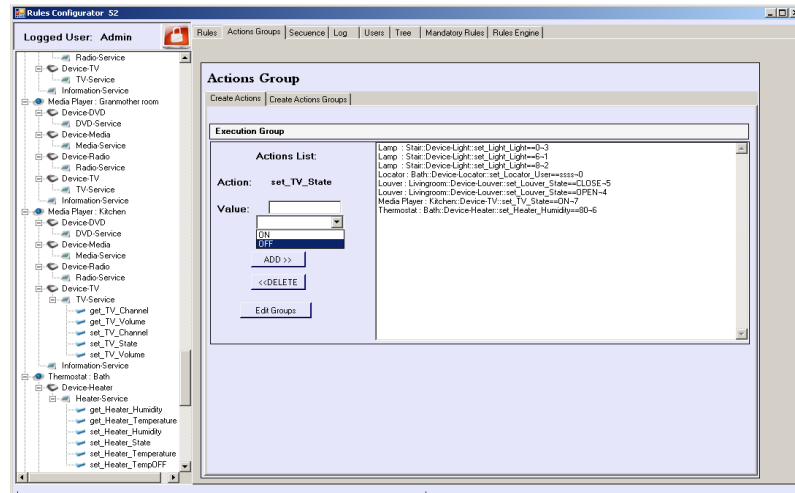 Rules Configurator S2
Logged User: Admin
Rules Actions Groups Secuence Log Users Tree Mandatory Rules Rules Engine
Radio-Service
Device-TV
TV-Service
Information-Service
Media Player : Granmother room
Device-DVD
DVD-Service
Device-Media
Media-Service
Device-Radio
Radio-Service
Device-TV
TV-Service
Information-Service
Media Player : Kitchen
Device-DVD
DVD-Service
Device-Media
Media-Service
Device-Radio
Radio-Service
Device-TV
TV-Service
get_TV_Channel
get_TV_Volume
set_TV_Channel
set_TV_State
set_TV_Volume
Information-Service
Thermostat : Bath
Device-Heater
Heater-Service
get_Heater_Humidity
get_Heater_Temperature
set_Heater_Humidity
set_Heater_State
set_Heater_Temperature
set_Heater_TempOFF
Actions Group
Create Actions Create Actions Groups
Execution Group
Actions List:
Action: set_TV_State
Value:
ON
OFF
ADD >>
<<DELETE
Edit Groups
Lamp : Stair::Device-Light::set_Light_Light==0~3
Lamp : Stair::Device-Light::set_Light_Light==6~1
Lamp : Stair::Device-Light::set_Light_Light==8~2
Locator : Bath::Device-Locator::set_Locator_User==ssss~0
Louver : Livingroom::Device-Louver::set_Louver_State==CLOSE~5
Louver : Livingroom::Device-Louver::set_Louver_State==OPEN~4
Media Player : Kitchen::Device-TV::set_TV_State==ON~7
Thermostat : Bath::Device-Heater::set_Heater_Humidity==80~6